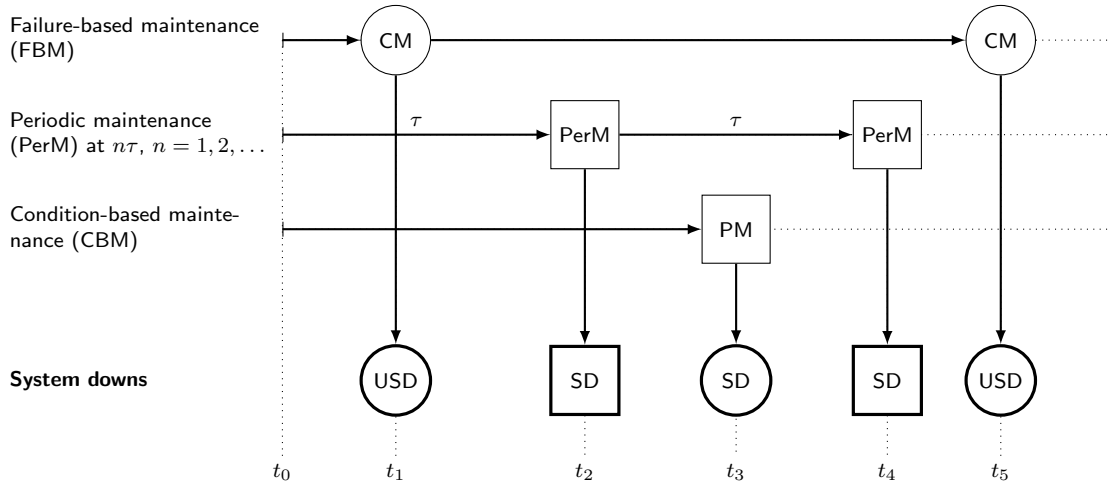 Failure-based maintenance
(FBM)
CM
CM
Periodic maintenance
(PerM) at nτ, n = 1, 2, . . .
τ
PerM
τ
PerM
Condition-based mainte-
nance (CBM)
PM
System downs
USD
SD
SD
SD
USD
t₀
t₁
t₂
t₃
t₄
t₅